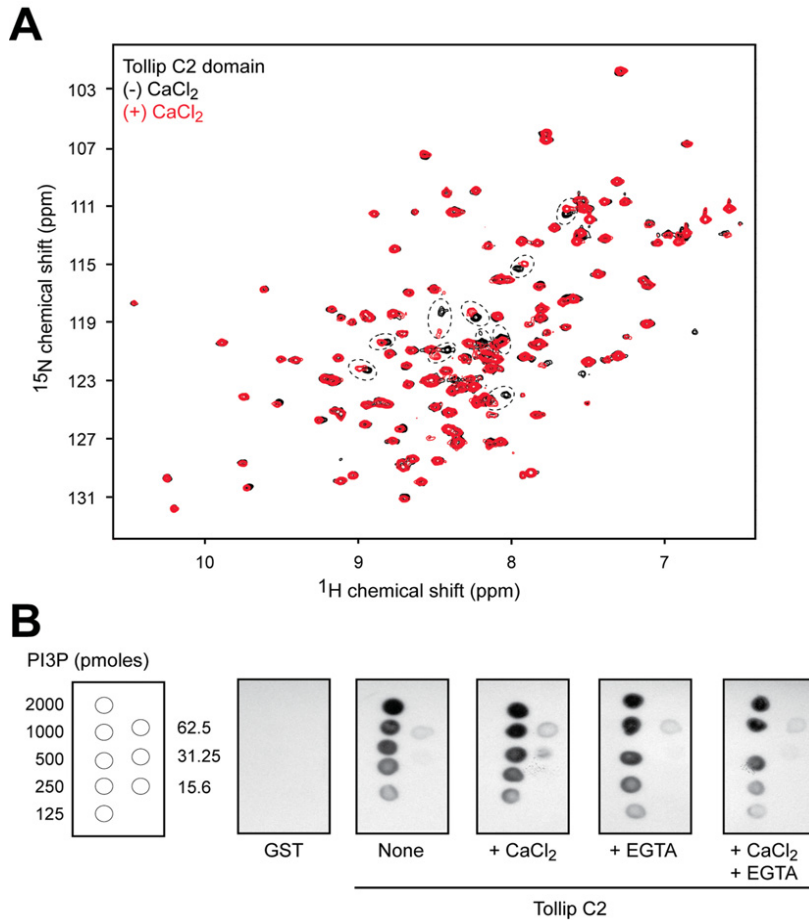 A
Tollip C2 domain
(-) CaCl2
(+) CaCl2
103
107
111
115
119
123
127
131
15N chemical shift (ppm)
10
9
8
7
1H chemical shift (ppm)
B
PI3P (pmoles)
2000
1000
500
250
125
62.5
31.25
15.6
GST
None
+ CaCl2
+ EGTA
+ CaCl2
+ EGTA
Tollip C2